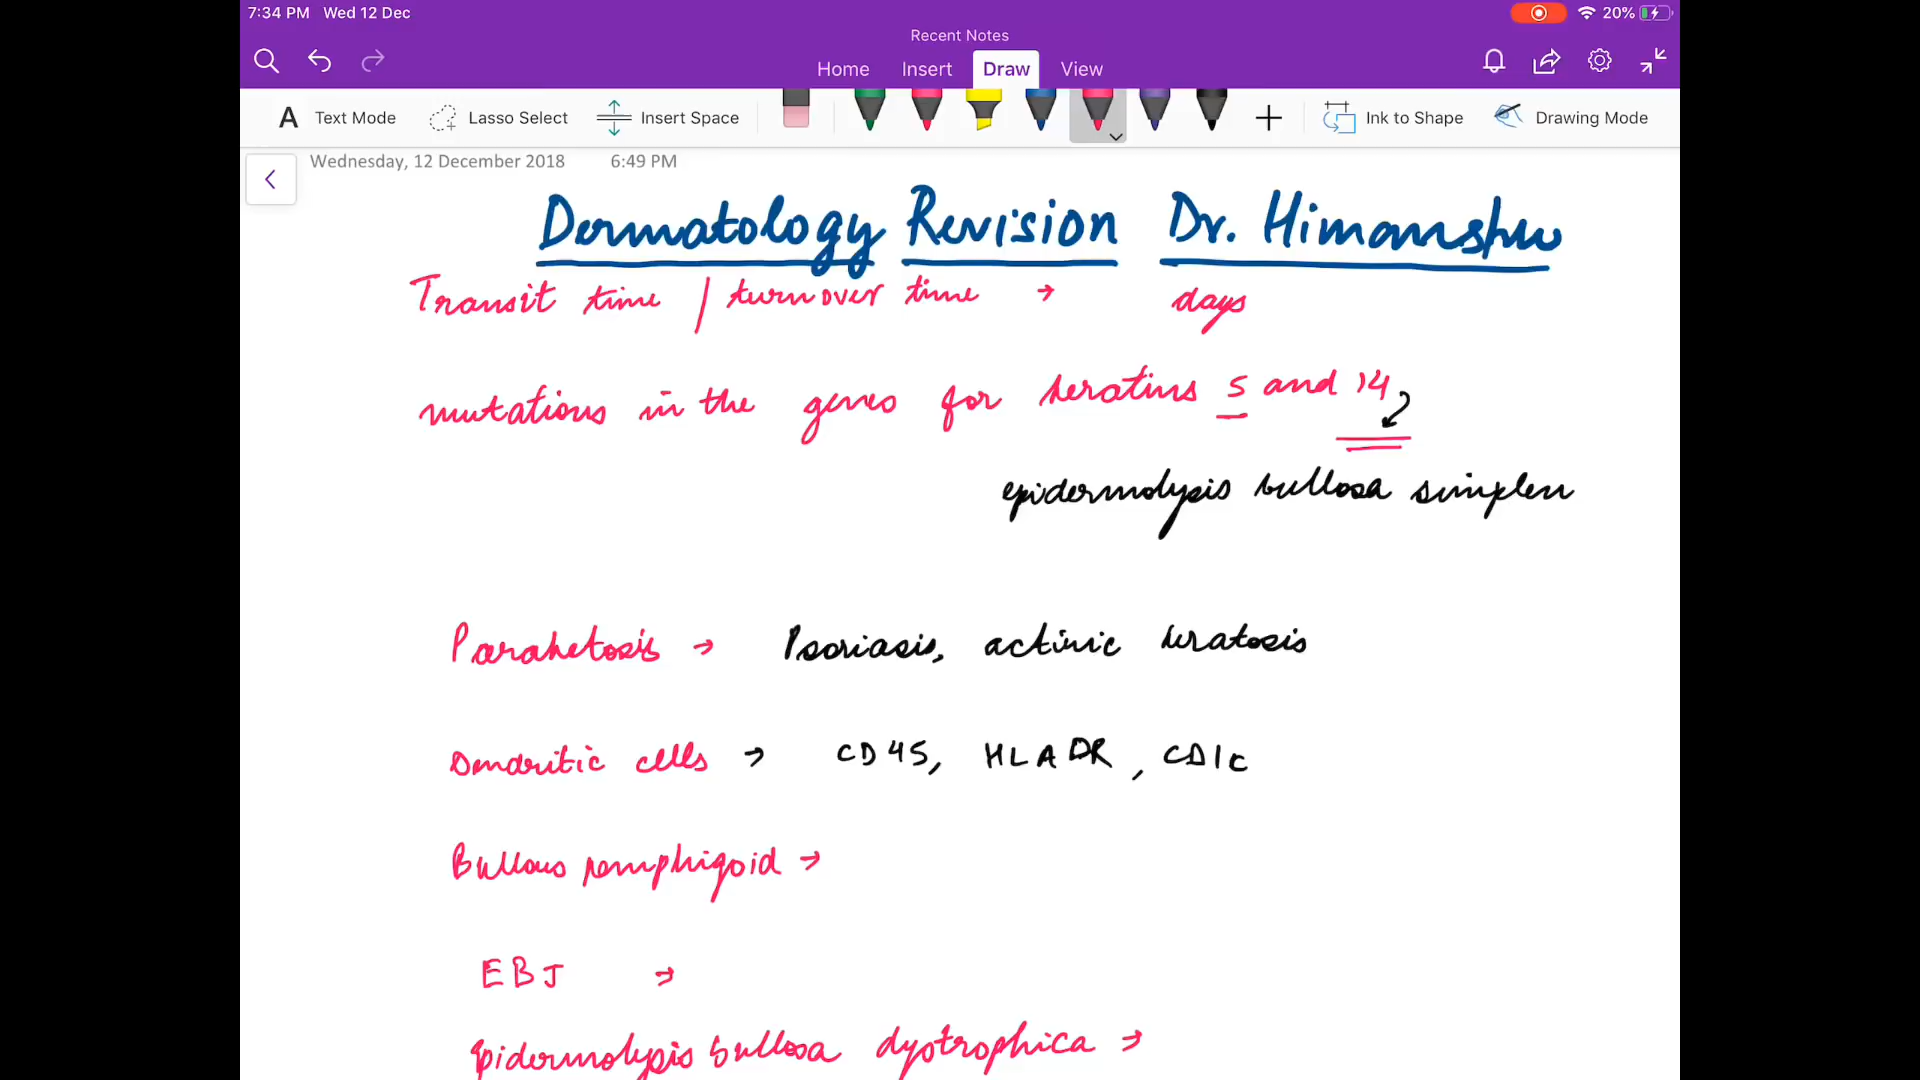 7:34 PM Wed 12 Dec
20%
Recent Notes
Home Insert Draw View
A Text Mode Lasso Select Insert Space Ink to Shape Drawing Mode
Wednesday, 12 December 2018 6:49 PM
Dermatology Revision Dr. Himanshu
Transit time / turnover time → days
mutations in the genes for keratins 5 and 14
epidermolysis bullosa simplex
Paraketosis → Psoriasis, actinic keratosis
Dendritic cells → CD45, HLA DR, CD1c
Bullous pemphigoid →
EBJ →
Epidermolysis bullosa dystrophica →